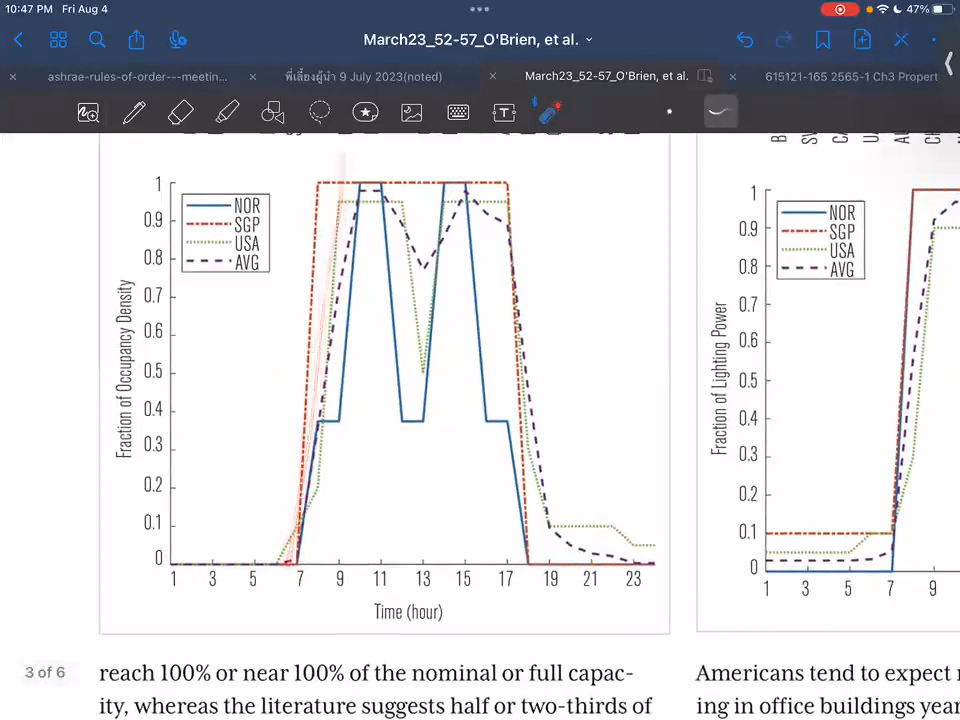 10:47 PM Fri Aug 4
47%
March23_52-57_O'Brien, et al.
ashrae-rules-of-order---meetin...
พี่เลี้ยงผู้นำ 9 July 2023(noted)
March23_52-57_O'Brien, et al.
615121-165 2565-1 Ch3 Propert
T
1
0.9
0.8
0.7
0.6
0.5
0.4
0.3
0.2
0.1
0
Fraction of Occupancy Density
NOR
SGP
USA
AVG
1 3 5 7 9 11 13 15 17 19 21 23
Time (hour)
1
0.9
0.8
0.7
0.6
0.5
0.4
0.3
0.2
0.1
0
Fraction of Lighting Power
NOR
SGP
USA
AVG
1 3 5 7 9
3 of 6
reach 100% or near 100% of the nominal or full capac-
ity, whereas the literature suggests half or two-thirds of
Americans tend to expect
ing in office buildings year